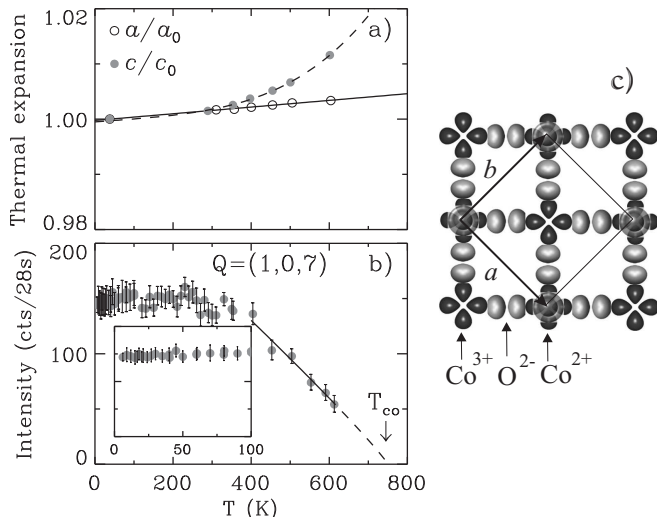 1.02
a/a₀
c/c₀
a)
1.00
0.98
Thermal expansion
200
Q=(1,0,7)
b)
100
0
Intensity (cts/28s)
0
50
100
T_co
0
200
400
600
800
T (K)
c)
b
a
Co³⁺ O²⁻ Co²⁺